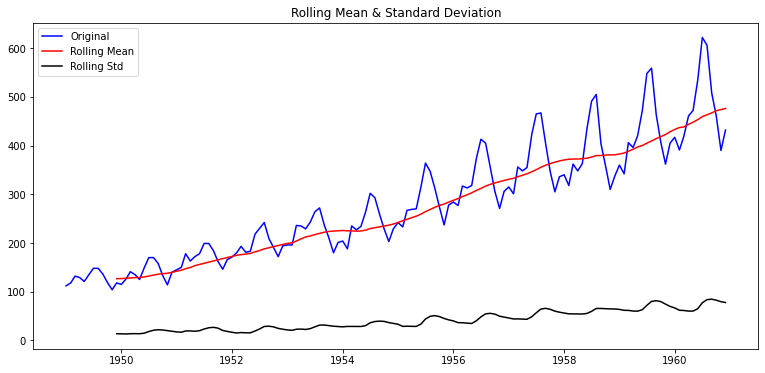 Rolling Mean & Standard Deviation
Original
Rolling Mean
Rolling Std
600
500
400
300
200
100
0
1950 1952 1954 1956 1958 1960